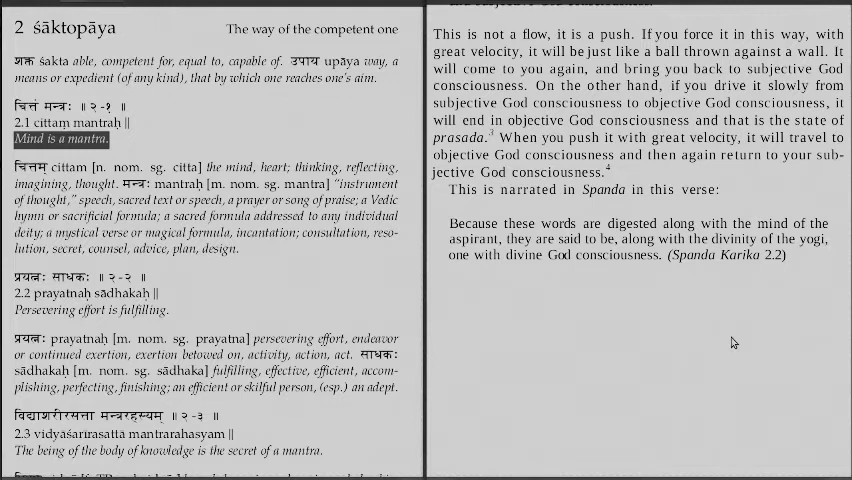 2 śāktopāya The way of the competent one
शक्त śakta able, competent for, equal to, capable of. उपाय upāya way, a
means or expedient (of any kind), that by which one reaches one's aim.
चित्तं मन्त्रः ॥ २-१ ॥
2.1 cittaṃ mantraḥ ||
Mind is a mantra.
चित्तम् cittam [n. nom. sg. citta] the mind, heart; thinking, reflecting,
imagining, thought. मन्त्रः mantraḥ [m. nom. sg. mantra] "instrument
of thought," speech, sacred text or speech, a prayer or song of praise; a Vedic
hymn or sacrificial formula; a sacred formula addressed to any individual
deity; a mystical verse or magical formula, incantation; consultation, reso-
lution, secret, counsel, advice, plan, design.
प्रयत्नः साधकः ॥ २-२ ॥
2.2 prayatnaḥ sādhakaḥ ||
Persevering effort is fulfilling.
प्रयत्नः prayatnaḥ [m. nom. sg. prayatna] persevering effort, endeavor
or continued exertion, exertion betowed on, activity, action, act. साधकः
sādhakaḥ [m. nom. sg. sādhaka] fulfilling, effective, efficient, accom-
plishing, perfecting, finishing; an efficient or skilful person, (esp.) an adept.
विद्याशरीरसत्ता मन्त्ररहस्यम् ॥ २-३ ॥
2.3 vidyāśarīrasattā mantrarahasyam ||
The being of the body of knowledge is the secret of a mantra.
This is not a flow, it is a push. If you force it in this way, with
great velocity, it will be just like a ball thrown against a wall. It
will come to you again, and bring you back to subjective God
consciousness. On the other hand, if you drive it slowly from
subjective God consciousness to objective God consciousness, it
will end in objective God consciousness and that is the state of
prasada.3 When you push it with great velocity, it will travel to
objective God consciousness and then again return to your sub-
jective God consciousness.4
This is narrated in Spanda in this verse:
Because these words are digested along with the mind of the
aspirant, they are said to be, along with the divinity of the yogi,
one with divine God consciousness. (Spanda Karika 2.2)